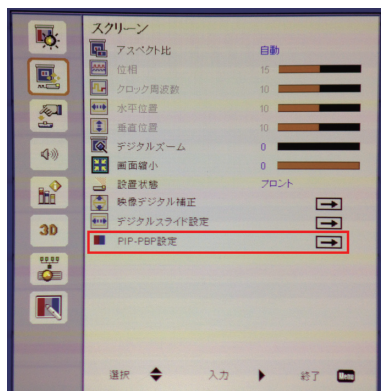 スクリーン
アスペクト比 自動
位相 15
クロック周波数 10
水平位置 10
垂直位置 10
デジタルズーム 0
画面縮小 0
設置状態 フロント
映像デジタル補正
デジタルスライド設定
PIP-PBP設定
3D
選択 入力 終了 Menu